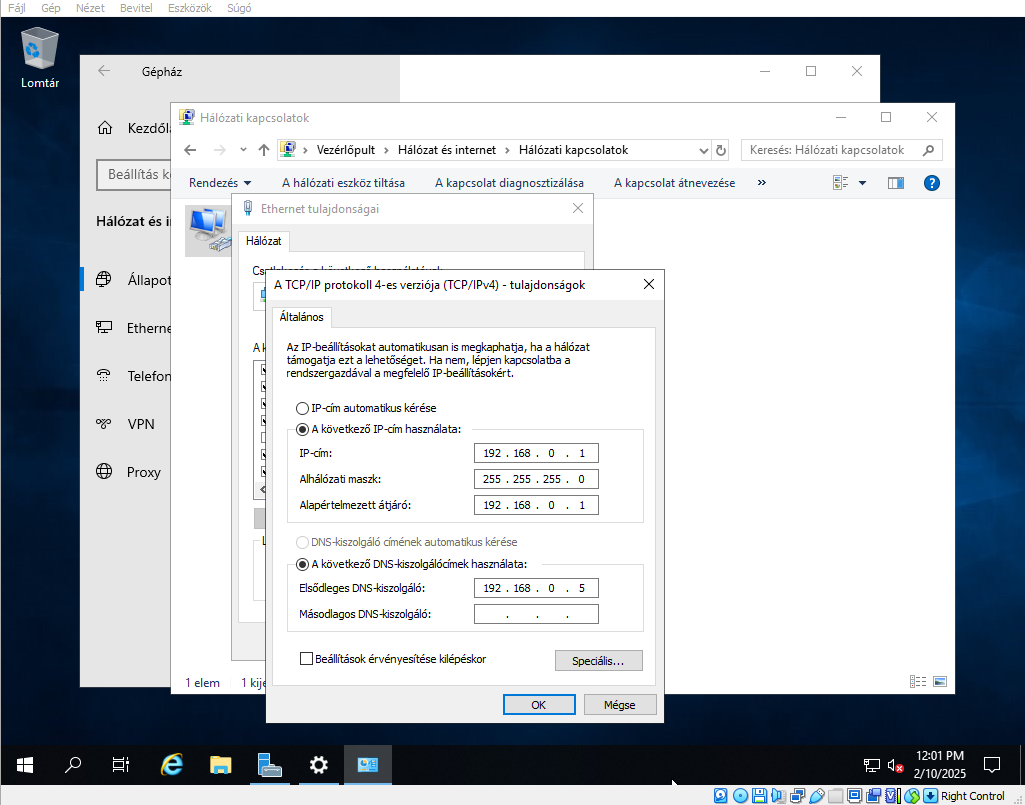 Fájl Gép Nézet Bevitel Eszközök Súgó
Lomtár
Gépház
Kezdőla
Beállítás k
Hálózat és i
Állapot
Etherne
Telefon
VPN
Proxy
Hálózati kapcsolatok
Vezérlőpult > Hálózat és internet > Hálózati kapcsolatok
Keresés: Hálózati kapcsolatok
Rendezés A hálózati eszköz tiltása A kapcsolat diagnosztizálása A kapcsolat átnevezése »
Ethernet tulajdonságai
Hálózat
A k
A TCP/IP protokoll 4-es verziója (TCP/IPv4) - tulajdonságok
Általános
Az IP-beállításokat automatikusan is megkaphatja, ha a hálózat
támogatja ezt a lehetőséget. Ha nem, lépjen kapcsolatba a
rendszergazdával a megfelelő IP-beállításokért.
IP-cím automatikus kérése
A következő IP-cím használata:
IP-cím: 192 . 168 . 0 . 1
Alhálózati maszk: 255 . 255 . 255 . 0
Alapértelmezett átjáró: 192 . 168 . 0 . 1
DNS-kiszolgáló címének automatikus kérése
A következő DNS-kiszolgálócímek használata:
Elsődleges DNS-kiszolgáló: 192 . 168 . 0 . 5
Másodlagos DNS-kiszolgáló: . . .
Beállítások érvényesítése kilépéskor
Speciális...
OK Mégse
1 elem 1 kije
12:01 PM
2/10/2025
Right Control